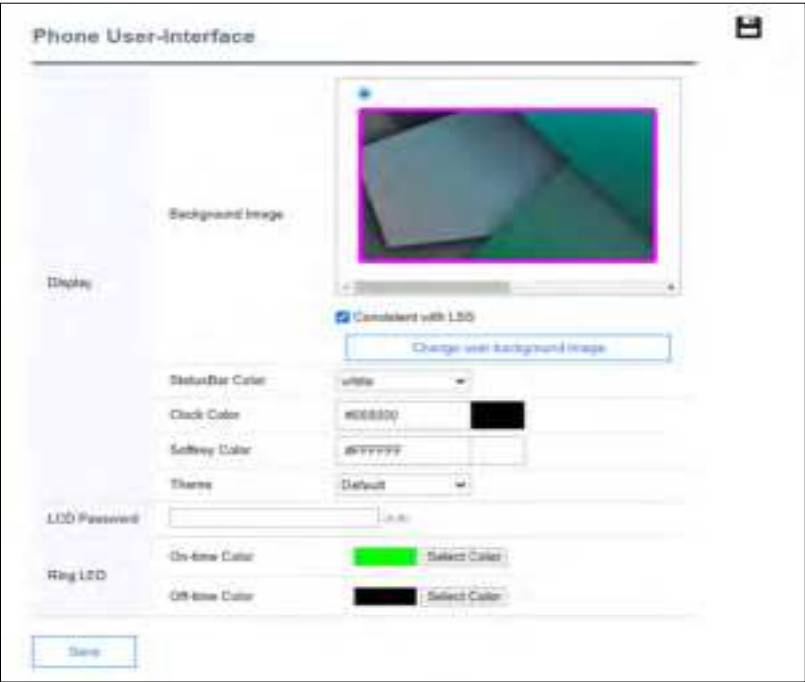 Phone User-Interface
Background Image
Display
Consistent with LSS
Change user background image
StatusBar Color
white
Clock Color
#000000
Softkey Color
#FFFFFF
Theme
Default
LCD Password
Ring LED
On-time Color
Select Color
Off-time Color
Select Color
Save